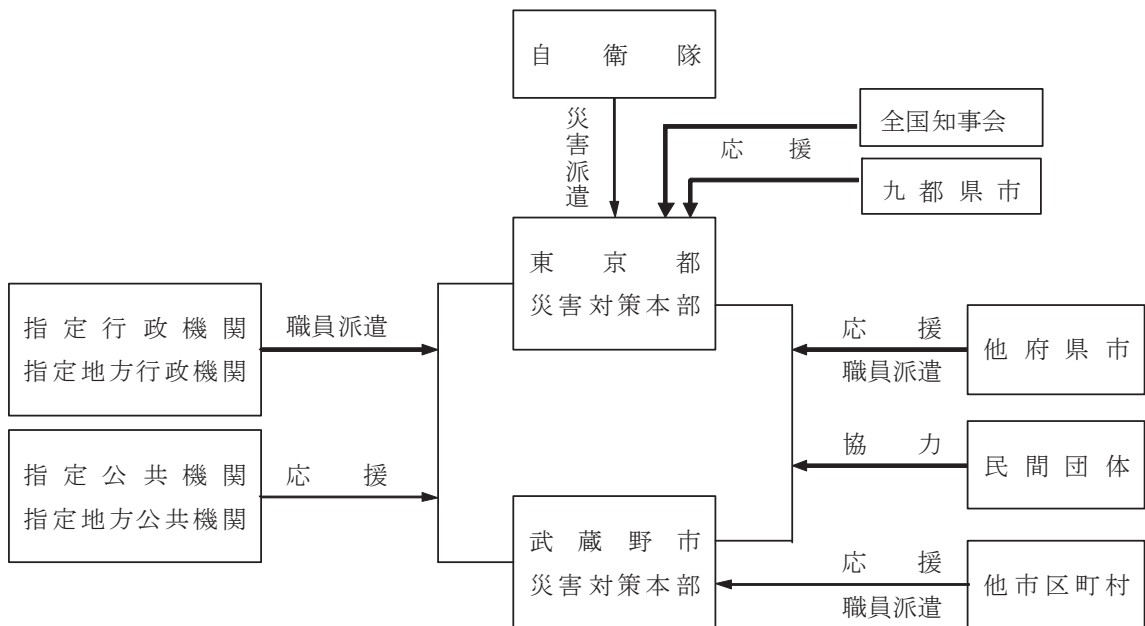 自衛隊
災害派遣
全国知事会
応援
九都県市
東京都
災害対策本部
指定行政機関
指定地方行政機関
職員派遣
応援
職員派遣
他府県市
指定公共機関
指定地方公共機関
応援
協力
民間団体
武蔵野市
災害対策本部
応援
職員派遣
他市区町村